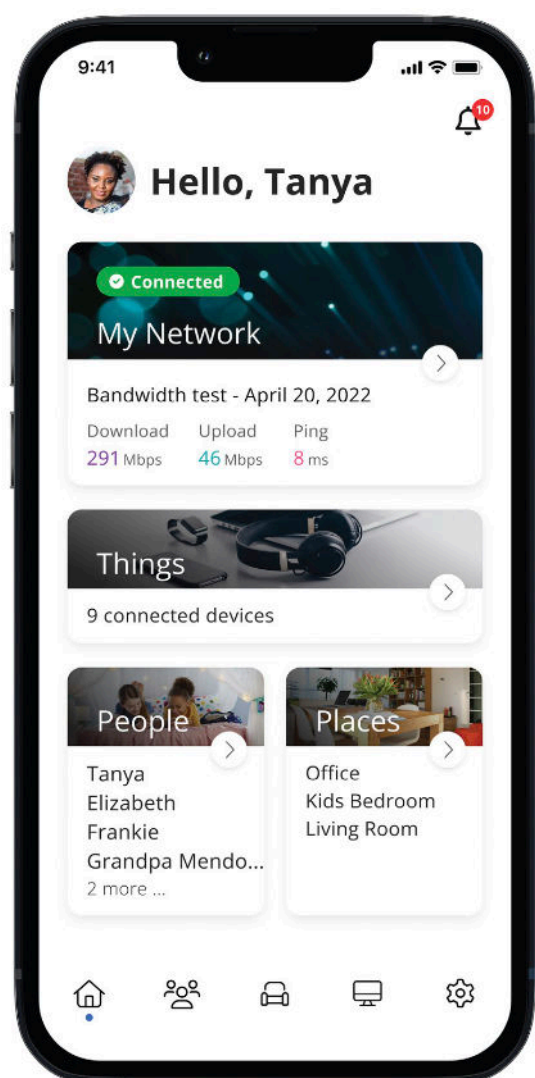 9:41
10
Hello, Tanya
Connected
My Network
Bandwidth test - April 20, 2022
Download Upload Ping
291 Mbps 46 Mbps 8 ms
Things
9 connected devices
People
Tanya
Elizabeth
Frankie
Grandpa Mendo...
2 more ...
Places
Office
Kids Bedroom
Living Room